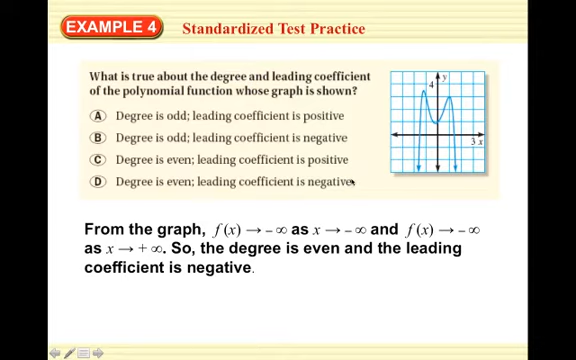 EXAMPLE 4 Standardized Test Practice
What is true about the degree and leading coefficient
of the polynomial function whose graph is shown?
A Degree is odd; leading coefficient is positive
B Degree is odd; leading coefficient is negative
C Degree is even; leading coefficient is positive
D Degree is even; leading coefficient is negative
4 y
3 x
From the graph, f(x) → – ∞ as x → – ∞ and f(x) → – ∞
as x → + ∞. So, the degree is even and the leading
coefficient is negative.